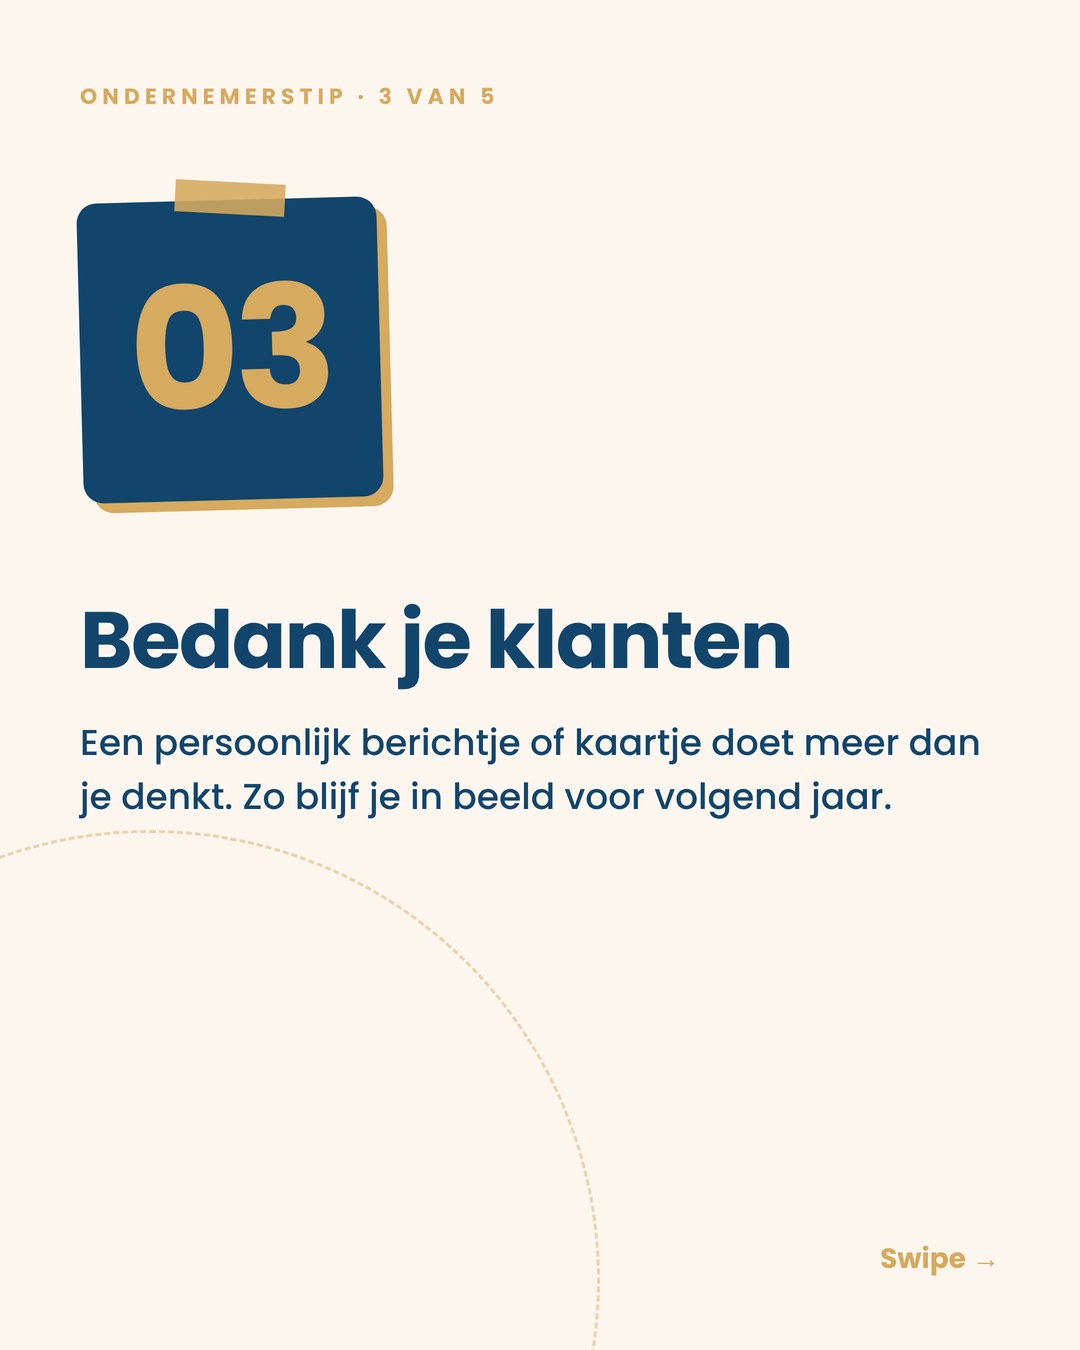 ONDERNEMERSTIP · 3 VAN 5
03
Bedank je klanten
Een persoonlijk berichtje of kaartje doet meer dan
je denkt. Zo blijf je in beeld voor volgend jaar.
Swipe →